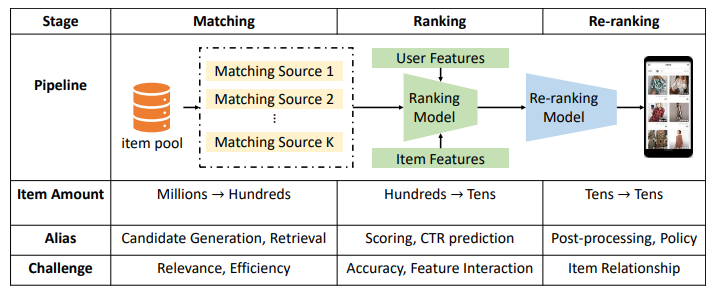 Stage Matching Ranking Re-ranking
Pipeline
item pool
Matching Source 1
Matching Source 2
⋮
Matching Source K
User Features
Ranking
Model
Item Features
Re-ranking
Model
Item Amount Millions → Hundreds Hundreds → Tens Tens → Tens
Alias Candidate Generation, Retrieval Scoring, CTR prediction Post-processing, Policy
Challenge Relevance, Efficiency Accuracy, Feature Interaction Item Relationship